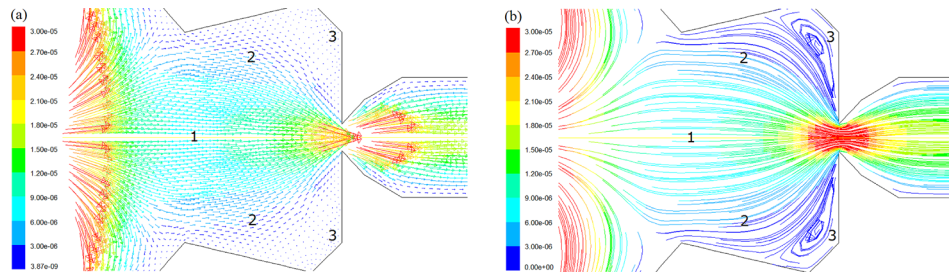 (a)
3.00e-05
2.70e-05
2.40e-05
2.10e-05
1.80e-05
1.50e-05
1.20e-05
9.00e-06
6.00e-06
3.00e-06
3.87e-09
1
2
2
3
3
(b)
3.00e-05
2.70e-05
2.40e-05
2.10e-05
1.80e-05
1.50e-05
1.20e-05
9.00e-06
6.00e-06
3.00e-06
0.00e+00
1
2
2
3
3